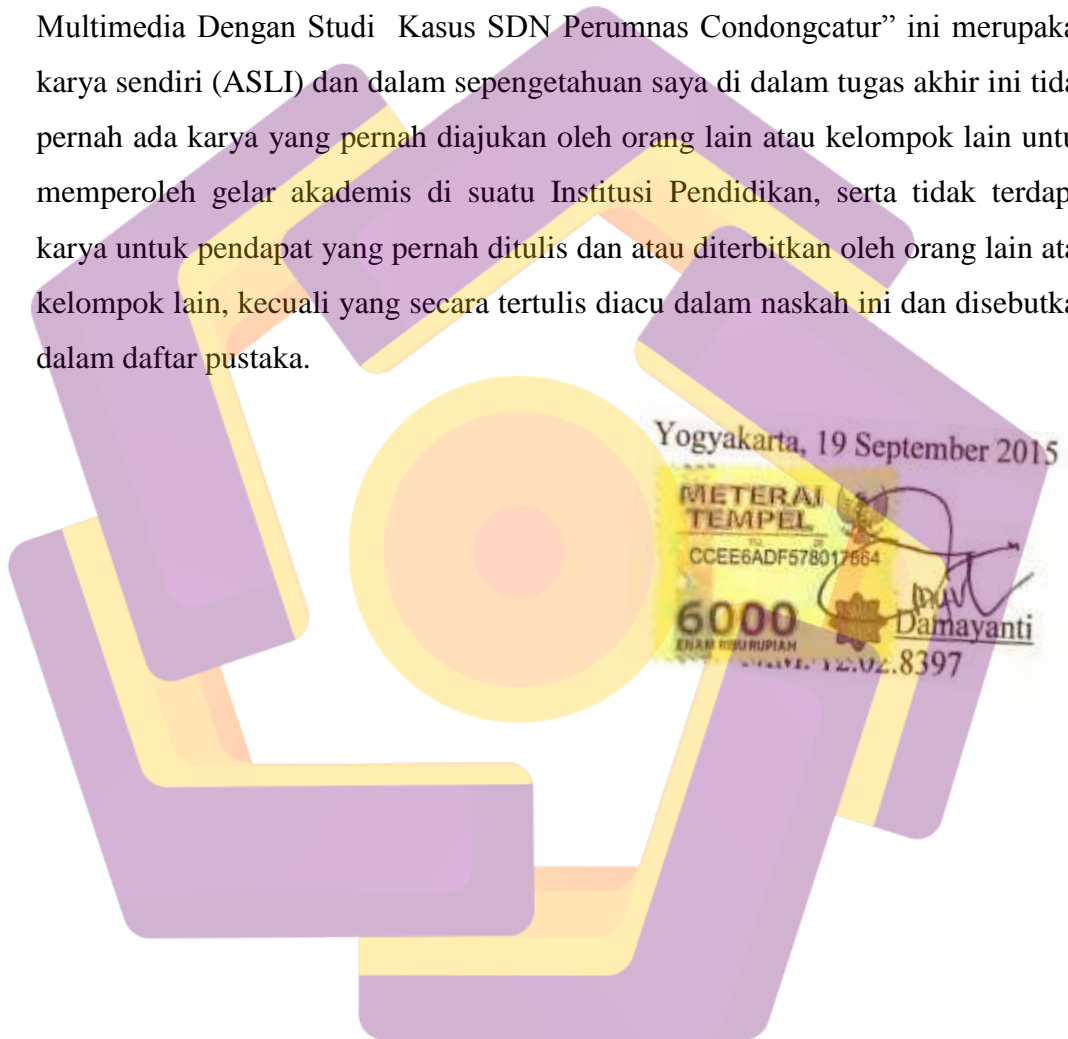 Multimedia Dengan Studi Kasus SDN Perumnas Condongcatur” ini merupaka
karya sendiri (ASLI) dan dalam sepengetahuan saya di dalam tugas akhir ini tida
pernah ada karya yang pernah diajukan oleh orang lain atau kelompok lain untu
memperoleh gelar akademis di suatu Institusi Pendidikan, serta tidak terdap
karya untuk pendapat yang pernah ditulis dan atau diterbitkan oleh orang lain ata
kelompok lain, kecuali yang secara tertulis diacu dalam naskah ini dan disebutka
dalam daftar pustaka.
Yogyakarta, 19 September 2015
METERAI
TEMPEL
CCEE6ADF578017664
6000
ENAM RIBU RUPIAH
Damayanti
12.02.8397